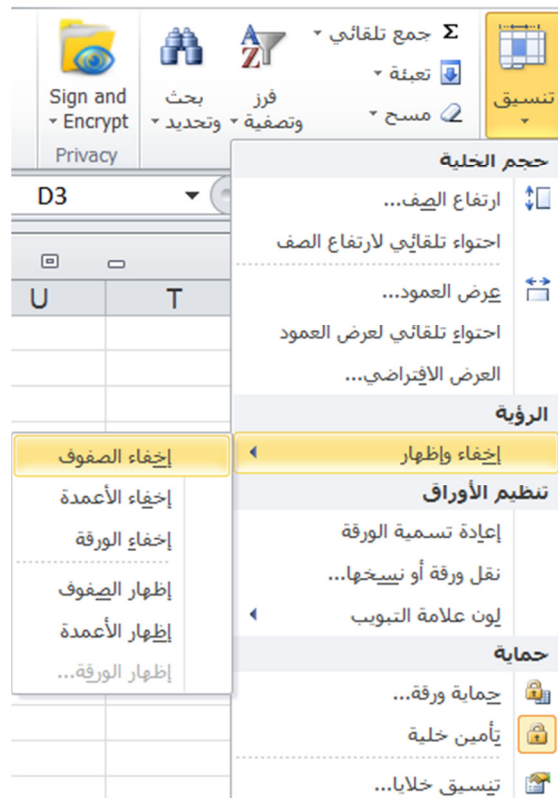 تنسيق
Σ جمع تلقائي
تعبئة
مسح
فرز
وتصفية
بحث
وتحديد
Sign and
Encrypt
Privacy
D3
U
T
حجم الخلية
ارتفاع الصف...
احتواء تلقائي لارتفاع الصف
عرض العمود...
احتواء تلقائي لعرض العمود
العرض الافتراضي...
الرؤية
إخفاء وإظهار
إخفاء الصفوف
إخفاء الأعمدة
إخفاء الورقة
إظهار الصفوف
إظهار الأعمدة
إظهار الورقة...
تنظيم الأوراق
إعادة تسمية الورقة
نقل ورقة أو نسخها...
لون علامة التبويب
حماية
حماية ورقة...
تأمين خلية
تنسيق خلايا...